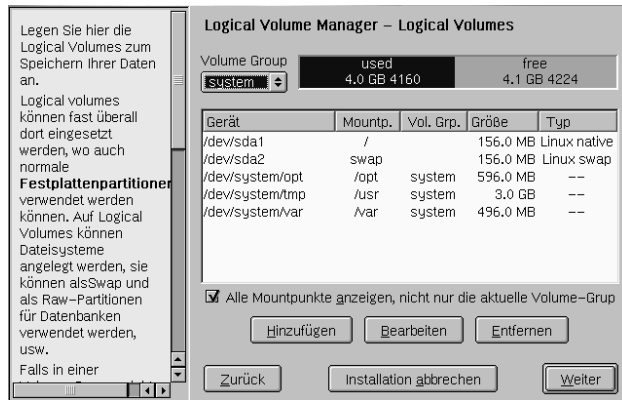 Legen Sie hier die
Logical Volumes zum
Speichern Ihrer Daten
an.
Logical volumes
können fast überall
dort eingesetzt
werden, wo auch
normale
Festplattenpartitioner
verwendet werden
können. Auf Logical
Volumes können
Dateisysteme
angelegt werden, sie
können alsSwap und
als Raw-Partitionen
für Datenbanken
verwendet werden,
usw.
Falls in einer
Logical Volume Manager – Logical Volumes
Volume Group
system
used
4.0 GB 4160
free
4.1 GB 4224
Gerät Mountp. Vol. Grp. Größe Typ
/dev/sda1 / 156.0 MB Linux native
/dev/sda2 swap 156.0 MB Linux swap
/dev/system/opt /opt system 596.0 MB --
/dev/system/tmp /usr system 3.0 GB --
/dev/system/var /var system 496.0 MB --
Alle Mountpunkte anzeigen, nicht nur die aktuelle Volume-Grup
Hinzufügen Bearbeiten Entfernen
Zurück Installation abbrechen Weiter